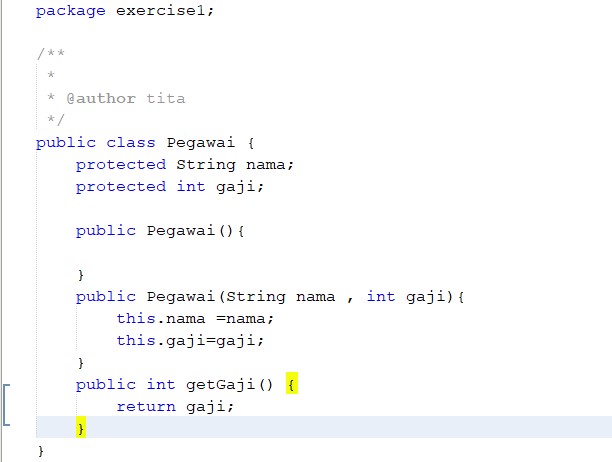 package exercise1;
/**
 *
 * @author tita
 */
public class Pegawai {
    protected String nama;
    protected int gaji;
    public Pegawai(){
    }
    public Pegawai(String nama , int gaji){
        this.nama =nama;
        this.gaji=gaji;
    }
    public int getGaji() {
        return gaji;
    }
}